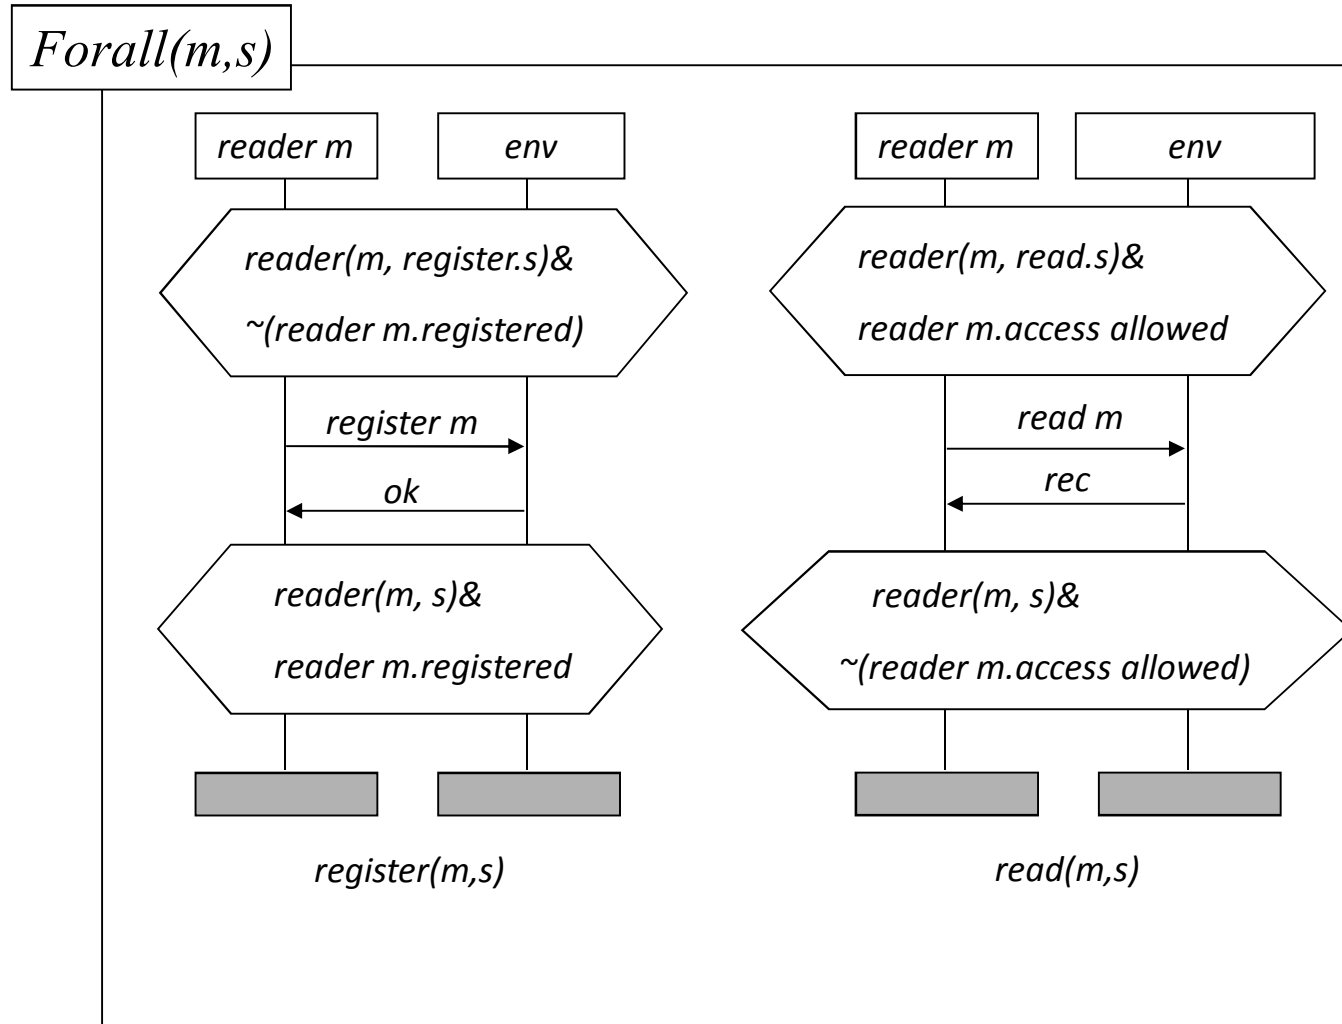 Forall(m,s)
reader m
env
reader(m, register.s)&
~(reader m.registered)
register m
ok
reader(m, s)&
reader m.registered
register(m,s)
reader m
env
reader(m, read.s)&
reader m.access allowed
read m
rec
reader(m, s)&
~(reader m.access allowed)
read(m,s)